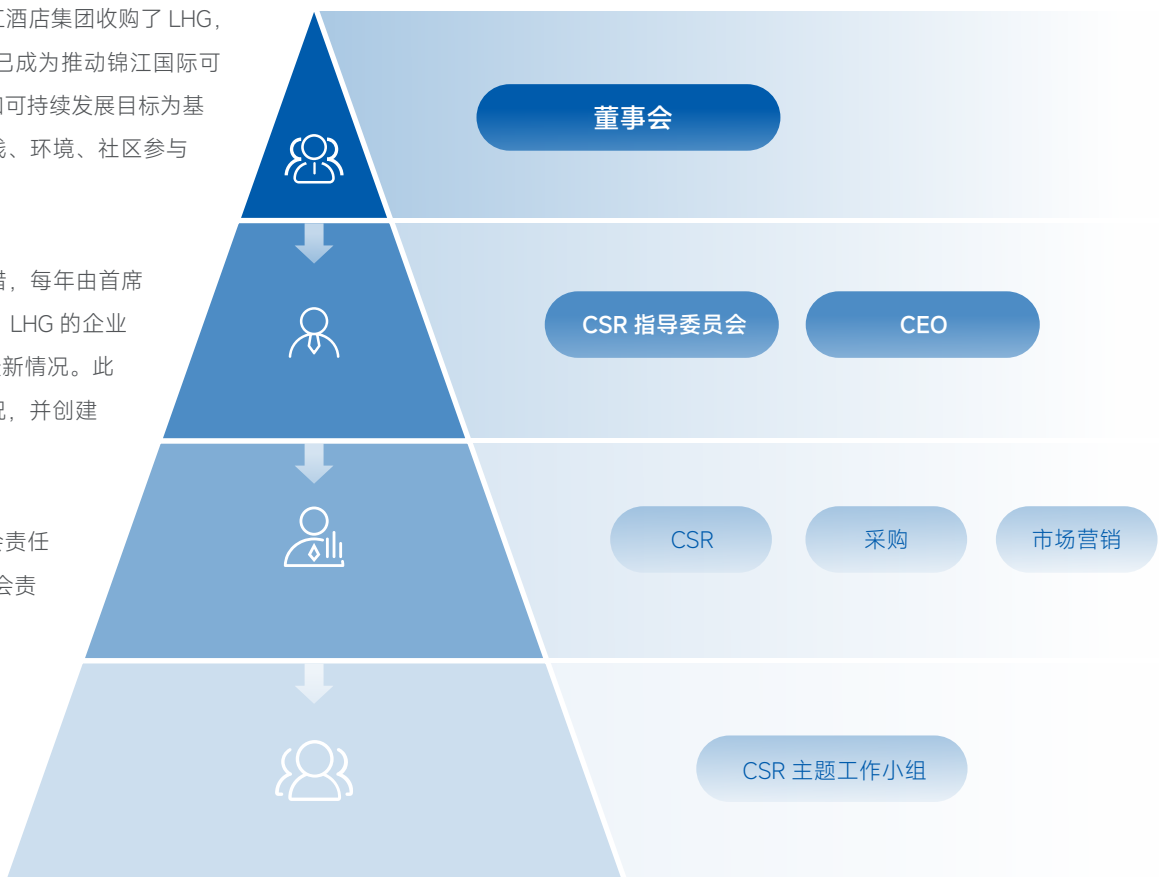 酒店集团收购了 LHG，
已成为推动锦江国际可
可持续发展目标为基
、环境、社区参与
，每年由首席
LHG 的企业
新情况。此
，并创建
责任
会责
董事会
CSR 指导委员会
CEO
CSR
采购
市场营销
CSR 主题工作小组